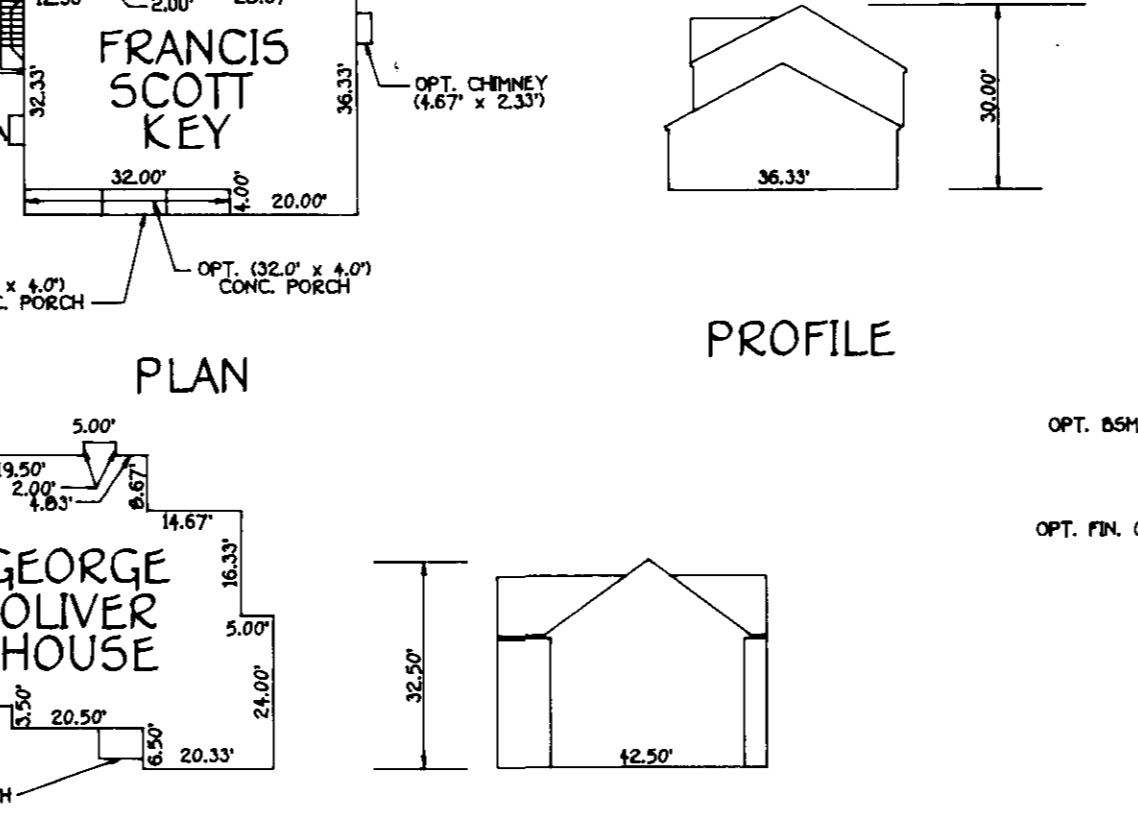 2.00'
FRANCIS
SCOTT
KEY
32.33'
36.33'
OPT. CHIMNEY
(4.67' x 2.33')
32.00'
4.00'
20.00'
OPT. (32.0' x 4.0')
CONC. PORCH
x 4.0')
PORCH
PLAN
36.33'
30.00'
PROFILE
OPT. BSM
OPT. FIN.
5.00'
19.50'
2.00'
4.83'
8.67'
14.67'
16.33'
GEORGE
OLIVER
HOUSE
5.00'
24.00'
3.50'
20.50'
6.50'
20.33'
H
32.50'
42.50'